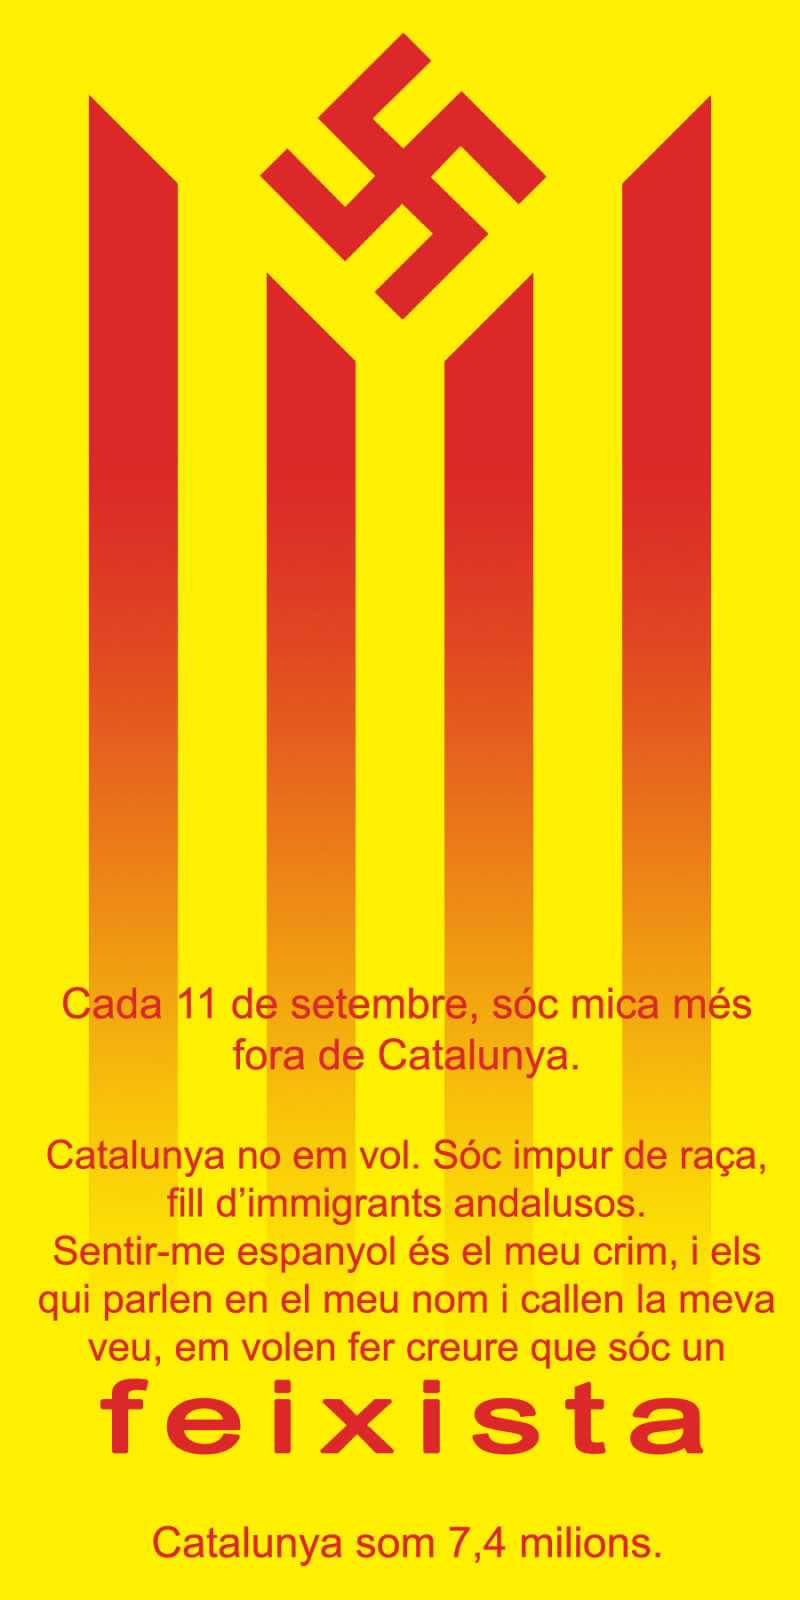 Cada 11 de setembre, sóc mica més
fora de Catalunya.
Catalunya no em vol. Sóc impur de raça,
fill d’immigrants andalusos.
Sentir-me espanyol és el meu crim, i els
qui parlen en el meu nom i callen la meva
veu, em volen fer creure que sóc un
feixista
Catalunya som 7,4 milions.